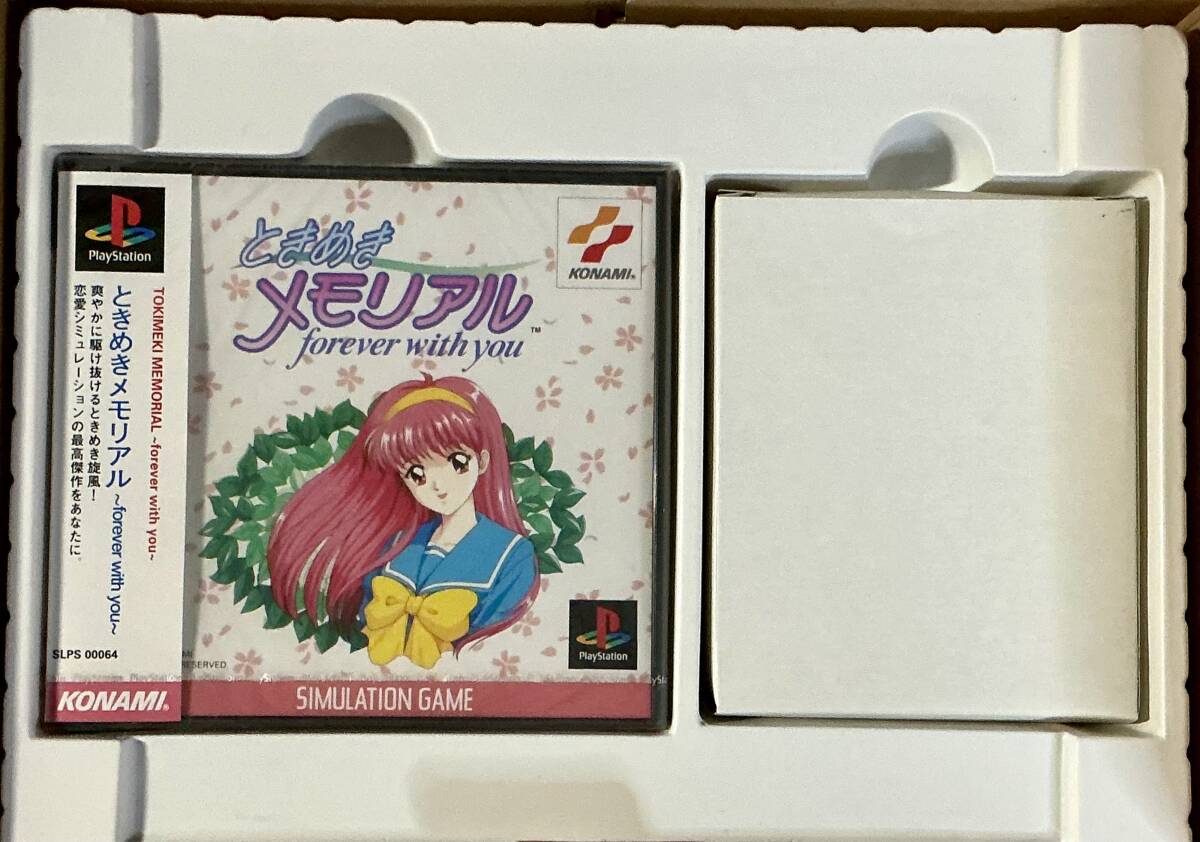 PlayStation
TOKIMEKI MEMORIAL ~forever with you~
ときめきメモリアル ~forever with you~
爽やかに駆け抜けるときめき旋風!
恋愛シミュレーションの最高傑作をあなたに。
SLPS 00064
KONAMI®
ときめき
メモリアル™
forever with you
KONAMI®
PlayStation
RESERVED.
SIMULATION GAME